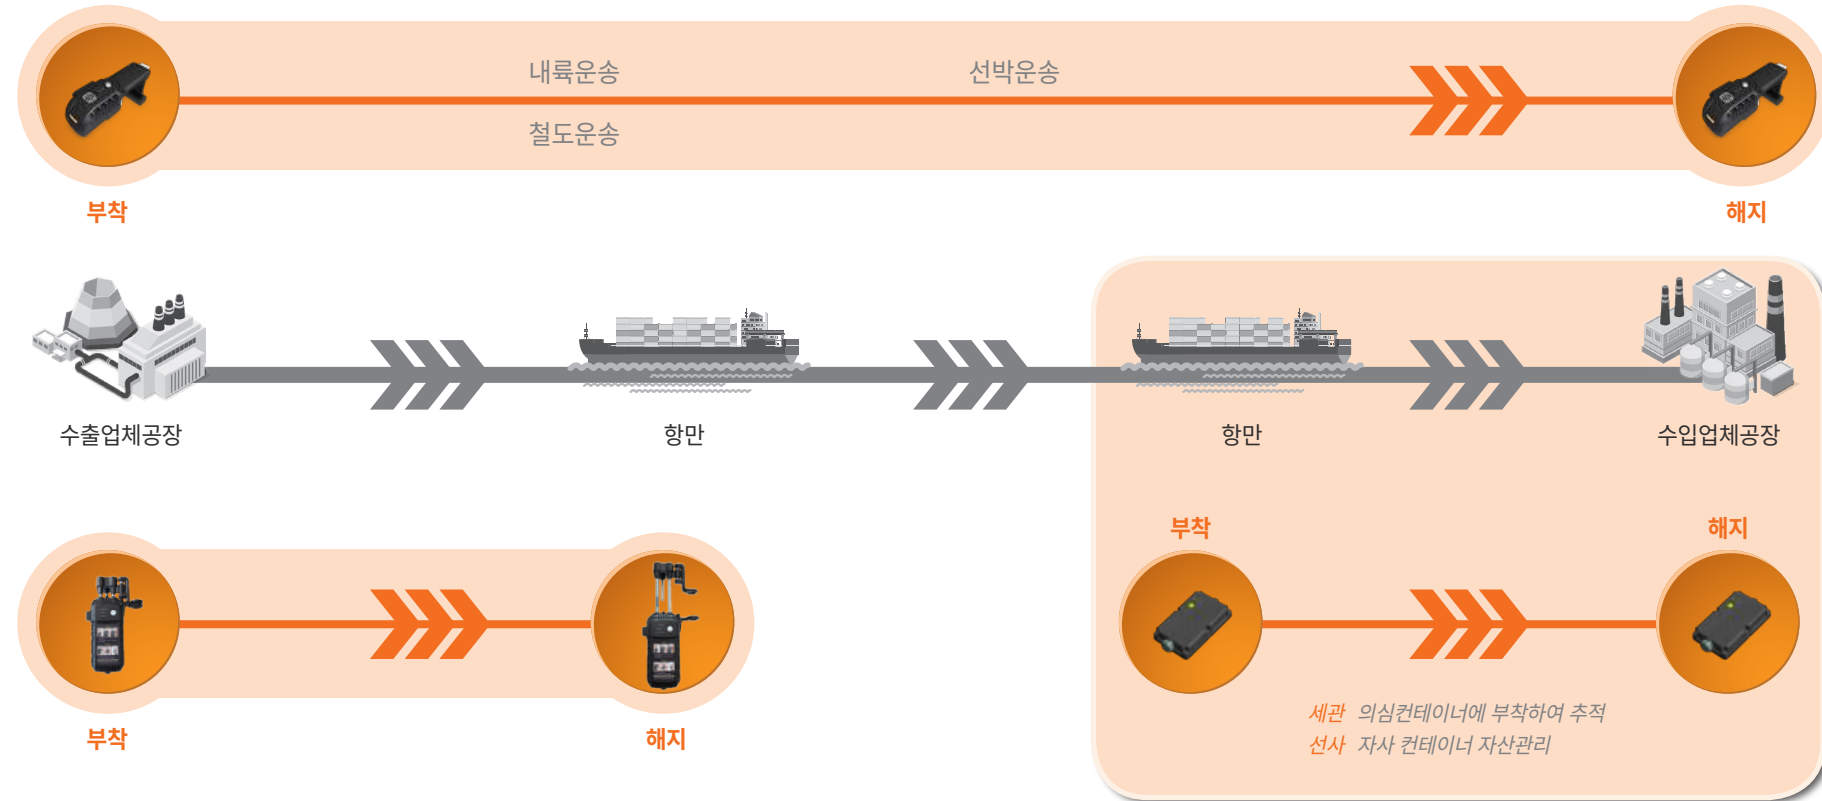 내륙운송
선박운송
철도운송
부착
해지
수출업체공장
항만
항만
수입업체공장
부착
해지
세관 의심컨테이너에 부착하여 추적
선사 자사 컨테이너 자산관리
부착
해지